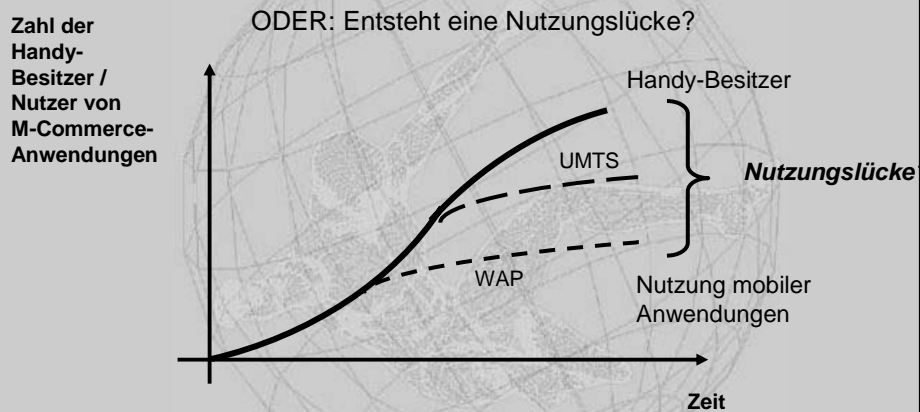 ODER: Entsteht eine Nutzungslücke?
Zahl der
Handy-
Besitzer /
Nutzer von
M-Commerce-
Anwendungen
Handy-Besitzer
UMTS
Nutzungslücke
WAP
Nutzung mobiler
Anwendungen
Zeit